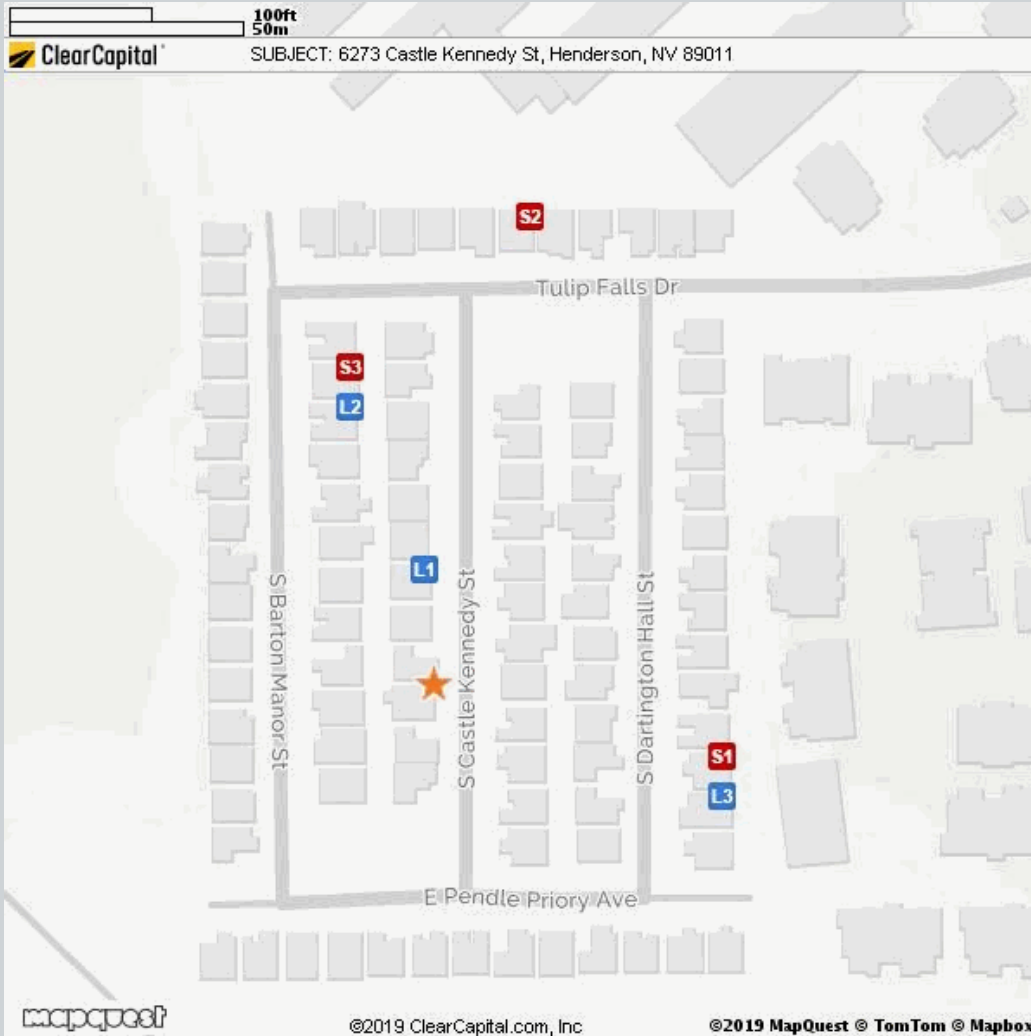 100ft
50m
ClearCapital SUBJECT: 6273 Castle Kennedy St, Henderson, NV 89011
S2
Tulip Falls Dr
S3
L2
L1
S Barton Manor St
S Castle Kennedy St
S Dartington Hall St
S1
L3
E Pendle Priory Ave
mapquest
©2019 ClearCapital.com, Inc
©2019 MapQuest © TomTom © Mapbox